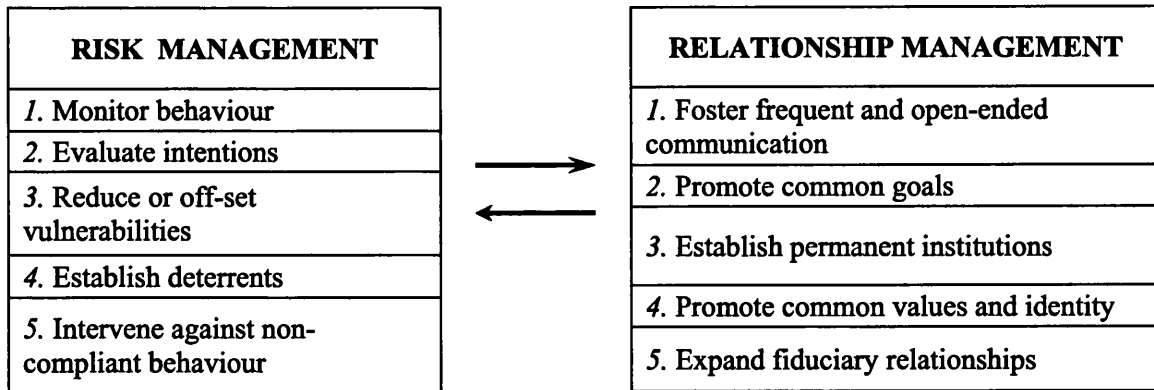 RISK MANAGEMENT
1. Monitor behaviour
2. Evaluate intentions
3. Reduce or off-set
vulnerabilities
4. Establish deterrents
5. Intervene against non-
compliant behaviour
RELATIONSHIP MANAGEMENT
1. Foster frequent and open-ended
communication
2. Promote common goals
3. Establish permanent institutions
4. Promote common values and identity
5. Expand fiduciary relationships